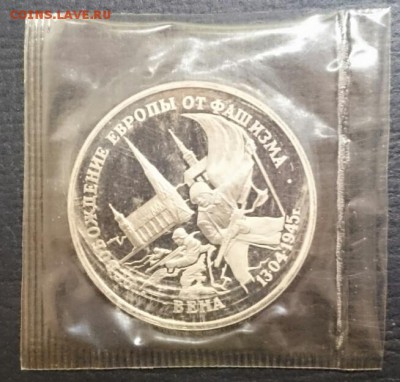 COINS.LAVE.RU
ОСВОБОЖДЕНИЕ ЕВРОПЫ ОТ ФАШИЗМА
ВЕНА
13·04·1945г.